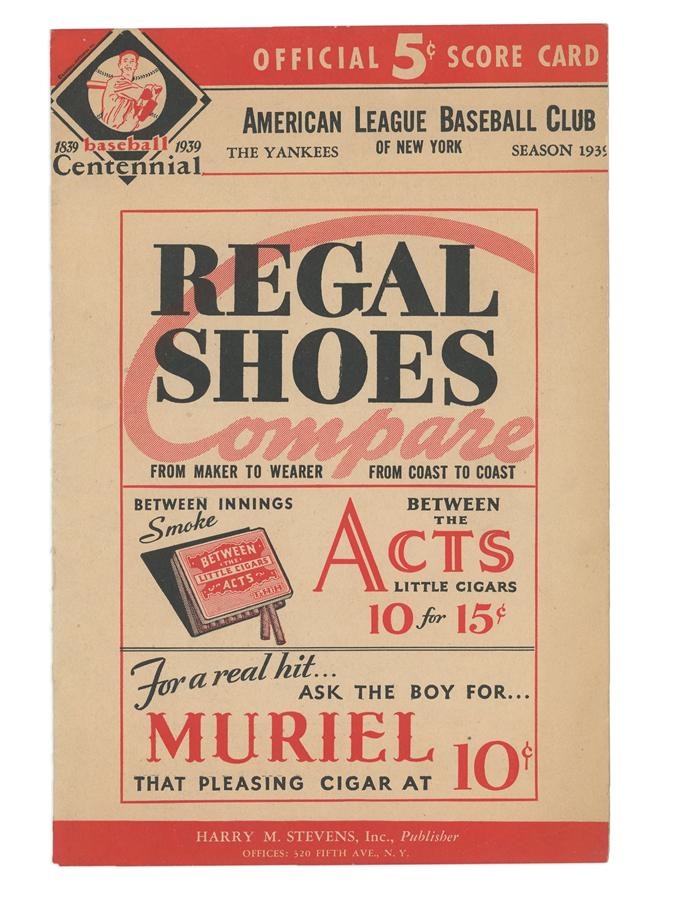 OFFICIAL 5¢ SCORE CARD
AMERICAN LEAGUE BASEBALL CLUB
THE YANKEES OF NEW YORK SEASON 1939
1839 baseball 1939
Centennial
REGAL
SHOES
Compare
FROM MAKER TO WEARER FROM COAST TO COAST
BETWEEN INNINGS
Smoke
BETWEEN
·THE·
LITTLE CIGARS
ACTS
BETWEEN
THE
ACTS
LITTLE CIGARS
10 for 15¢
For a real hit...
ASK THE BOY FOR...
MURIEL
THAT PLEASING CIGAR AT 10¢
HARRY M. STEVENS, Inc., Publisher
OFFICES: 320 FIFTH AVE., N. Y.